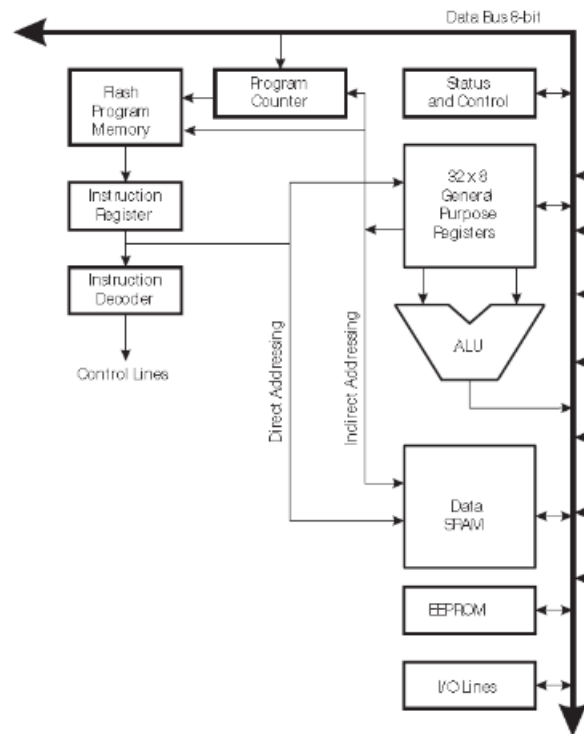 Data Bus 8-bit
Flash
Program
Memory
Program
Counter
Status
and Control
Instruction
Register
32 x 8
General
Purpose
Registers
Instruction
Decoder
Control Lines
Direct Addressing
Indirect Addressing
ALU
Data
SRAM
EEPROM
I/O Lines